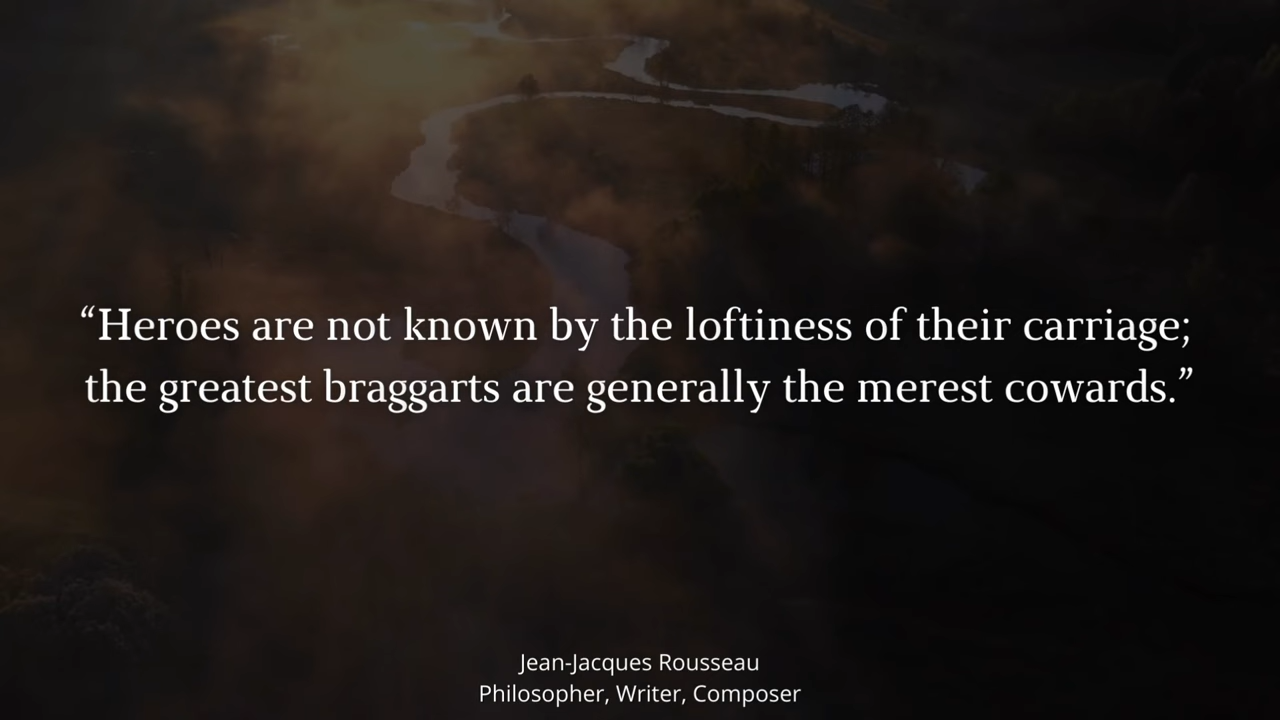 “Heroes are not known by the loftiness of their carriage;
the greatest braggarts are generally the merest cowards.”
Jean-Jacques Rousseau
Philosopher, Writer, Composer